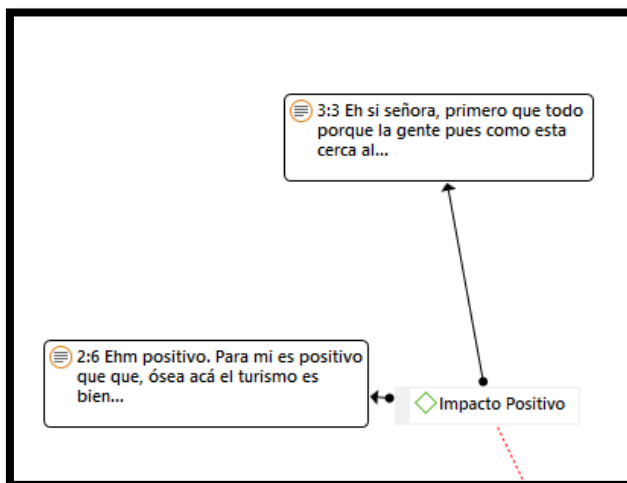 3:3 Eh si señora, primero que todo
porque la gente pues como esta
cerca al...
2:6 Ehm positivo. Para mi es positivo
que que, ósea acá el turismo es
bien...
Impacto Positivo